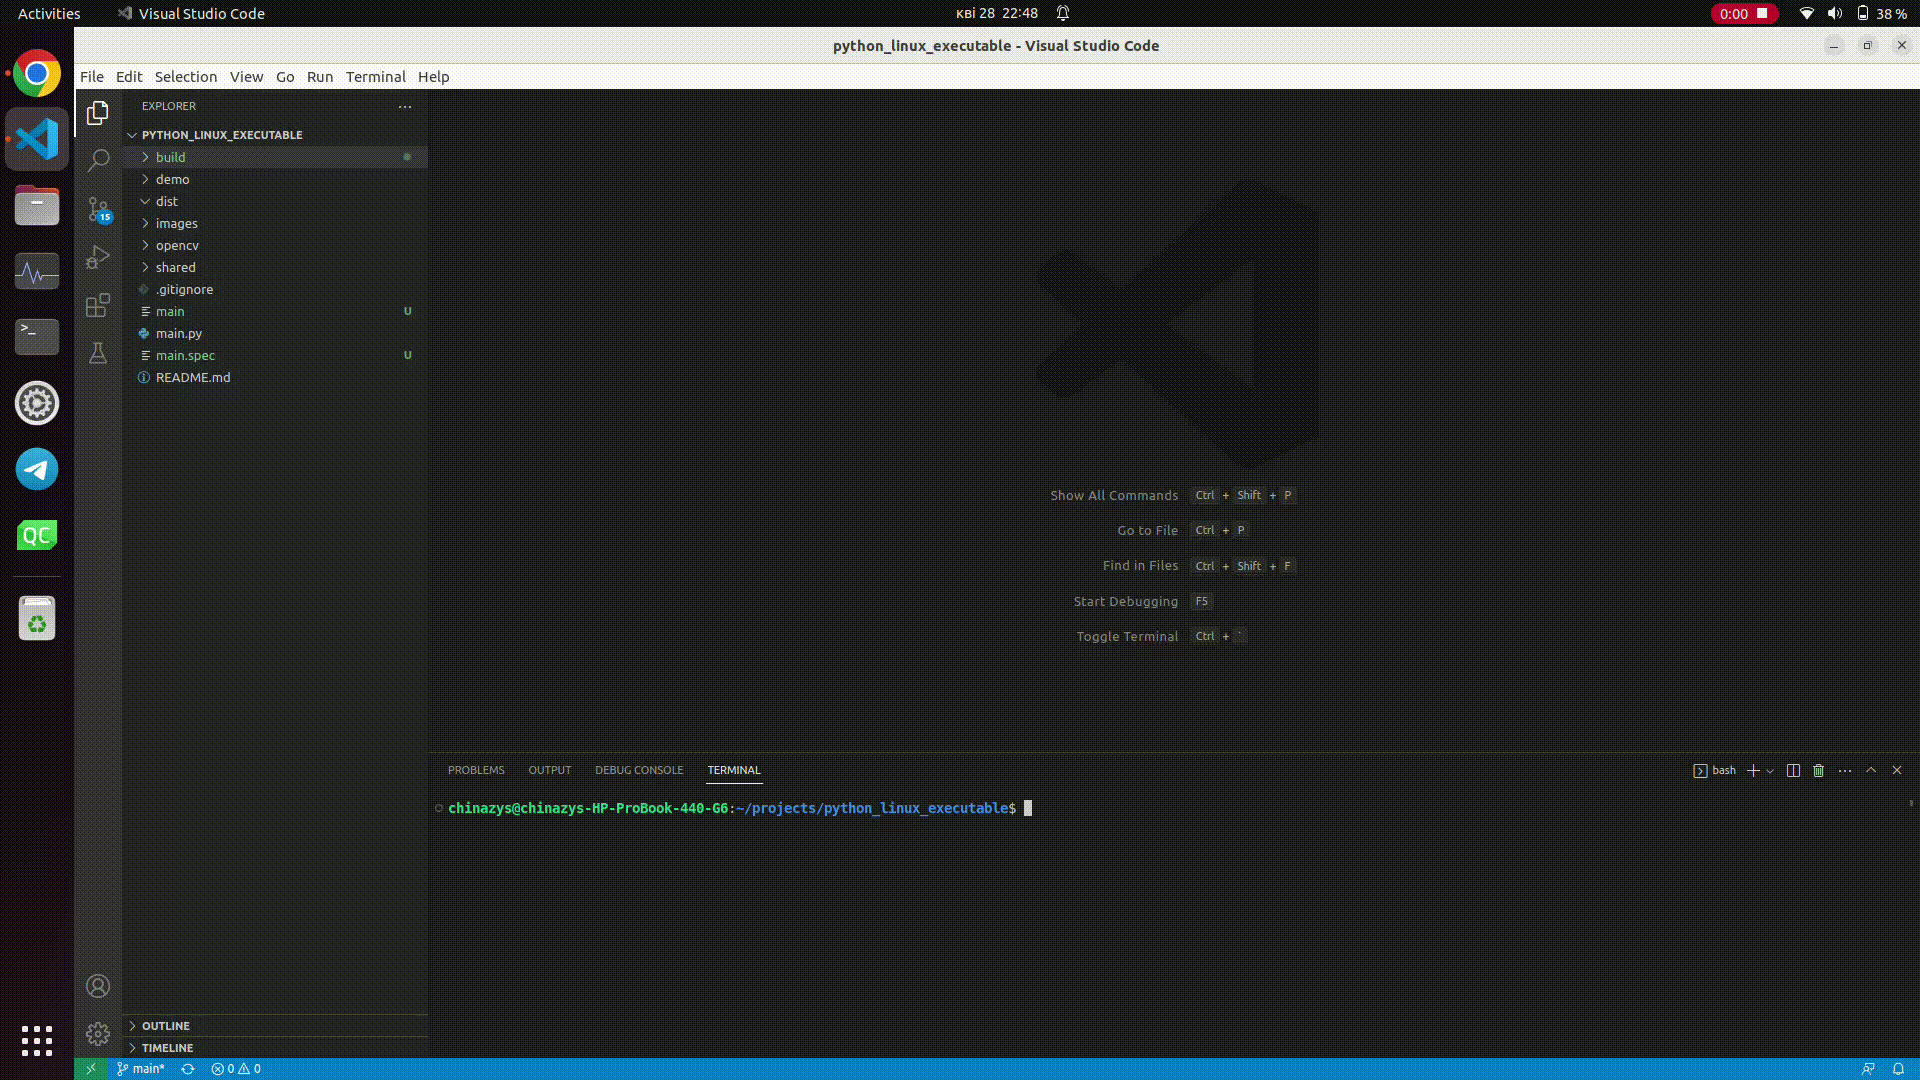 Activities
Visual Studio Code
кві 28 22:48
0:00
38 %
python_linux_executable - Visual Studio Code
File Edit Selection View Go Run Terminal Help
EXPLORER
PYTHON_LINUX_EXECUTABLE
build
demo
dist
images
opencv
shared
.gitignore
main U
main.py
main.spec U
README.md
15
>_
QC
Show All Commands Ctrl + Shift + P
Go to File Ctrl + P
Find in Files Ctrl + Shift + F
Start Debugging F5
Toggle Terminal Ctrl + `
PROBLEMS OUTPUT DEBUG CONSOLE TERMINAL
bash
chinazys@chinazys-HP-ProBook-440-G6:~/projects/python_linux_executable$
OUTLINE
TIMELINE
main* 0 0